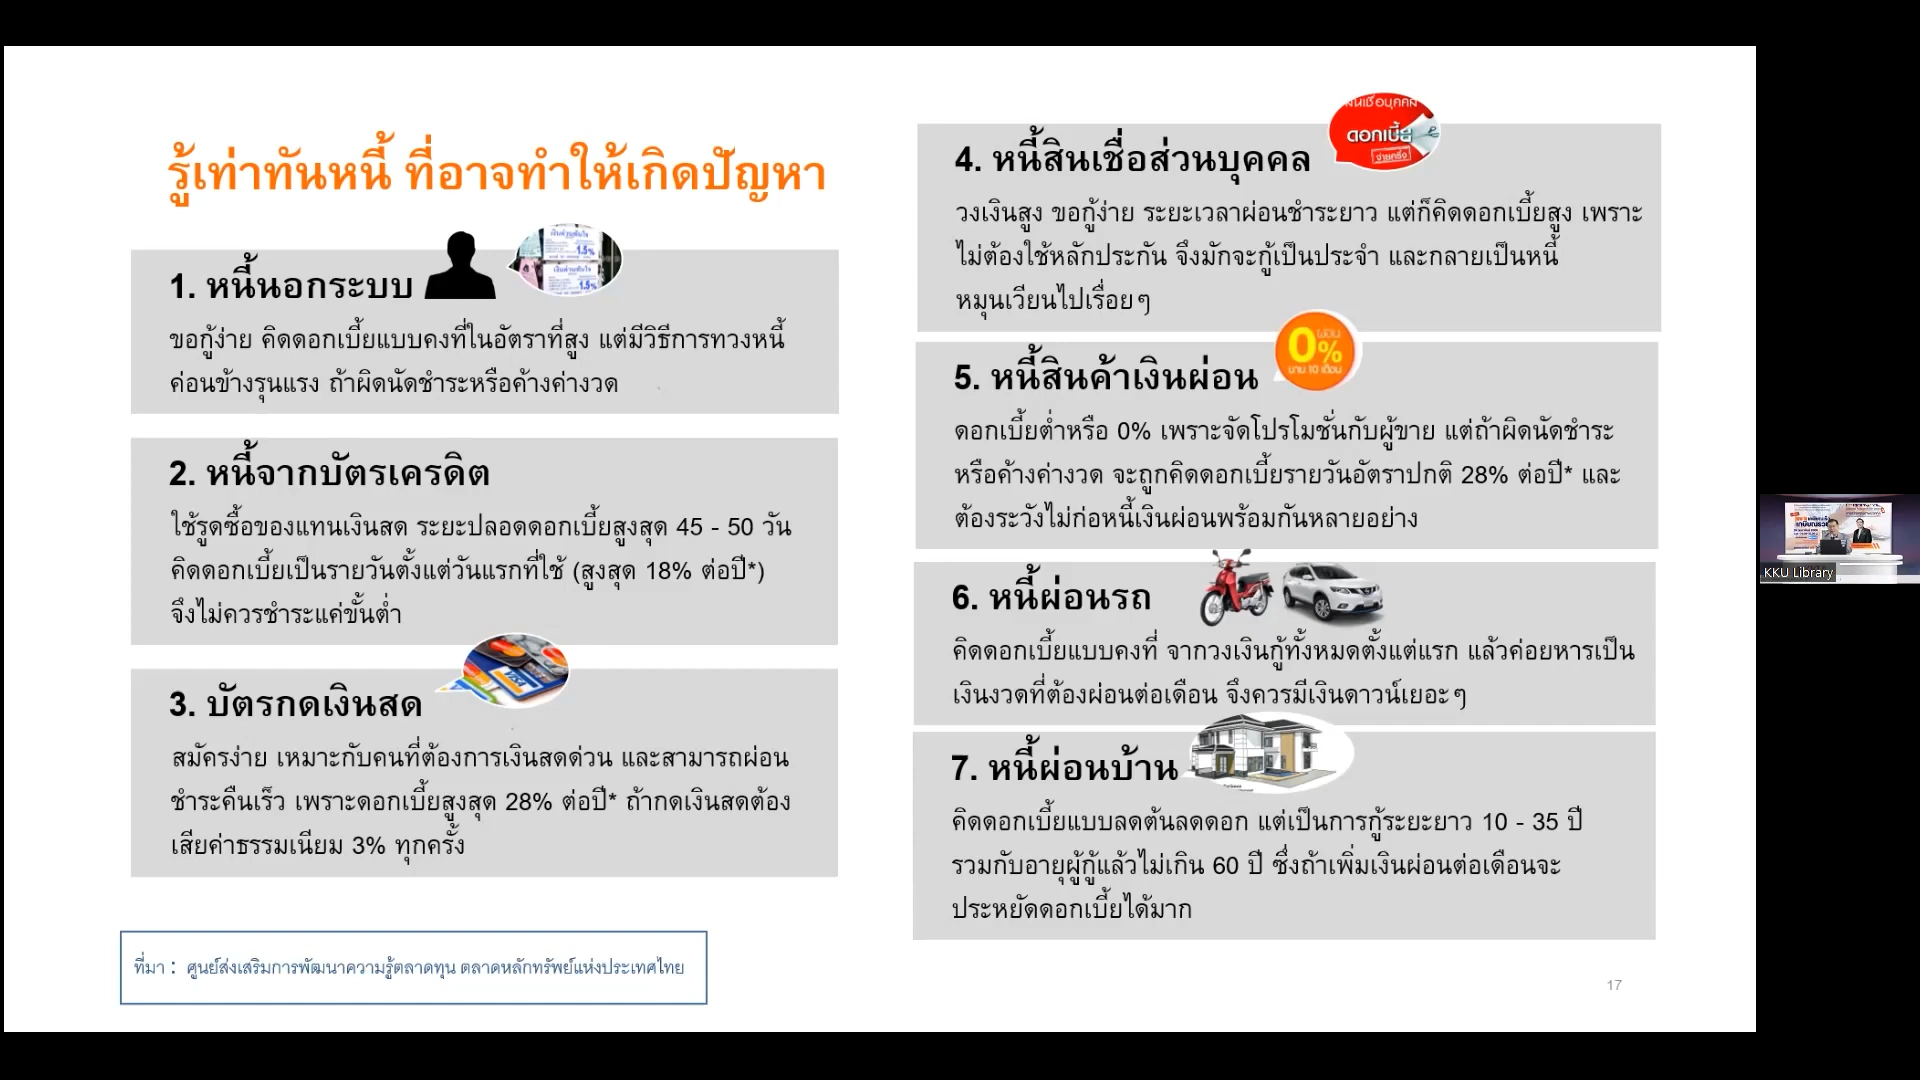 รู้เท่าทันหนี้ ที่อาจทำให้เกิดปัญหา
1. หนี้นอกระบบ
1.5%
1.5%
ขอกู้ง่าย คิดดอกเบี้ยแบบคงที่ในอัตราที่สูง แต่มีวิธีการทวงหนี้
ค่อนข้างรุนแรง ถ้าผิดนัดชำระหรือค้างค่างวด
2. หนี้จากบัตรเครดิต
ใช้รูดซื้อของแทนเงินสด ระยะปลอดดอกเบี้ยสูงสุด 45 - 50 วัน
คิดดอกเบี้ยเป็นรายวันตั้งแต่วันแรกที่ใช้ (สูงสุด 18% ต่อปี*)
จึงไม่ควรชำระแค่ขั้นต่ำ
3. บัตรกดเงินสด
VISA
สมัครง่าย เหมาะกับคนที่ต้องการเงินสดด่วน และสามารถผ่อน
ชำระคืนเร็ว เพราะดอกเบี้ยสูงสุด 28% ต่อปี* ถ้ากดเงินสดต้อง
เสียค่าธรรมเนียม 3% ทุกครั้ง
ที่มา : ศูนย์ส่งเสริมการพัฒนาความรู้ตลาดทุน ตลาดหลักทรัพย์แห่งประเทศไทย
4. หนี้สินเชื่อส่วนบุคคล
ดอกเบี้ย
วงเงินสูง ขอกู้ง่าย ระยะเวลาผ่อนชำระยาว แต่ก็คิดดอกเบี้ยสูง เพราะ
ไม่ต้องใช้หลักประกัน จึงมักจะกู้เป็นประจำ และกลายเป็นหนี้
หมุนเวียนไปเรื่อยๆ
5. หนี้สินค้าเงินผ่อน
ผ่อน
0%
นาน 10 เดือน
ดอกเบี้ยต่ำหรือ 0% เพราะจัดโปรโมชั่นกับผู้ขาย แต่ถ้าผิดนัดชำระ
หรือค้างค่างวด จะถูกคิดดอกเบี้ยรายวันอัตราปกติ 28% ต่อปี* และ
ต้องระวังไม่ก่อหนี้เงินผ่อนพร้อมกันหลายอย่าง
6. หนี้ผ่อนรถ
คิดดอกเบี้ยแบบคงที่ จากวงเงินกู้ทั้งหมดตั้งแต่แรก แล้วค่อยหารเป็น
เงินงวดที่ต้องผ่อนต่อเดือน จึงควรมีเงินดาวน์เยอะๆ
7. หนี้ผ่อนบ้าน
คิดดอกเบี้ยแบบลดต้นลดดอก แต่เป็นการกู้ระยะยาว 10 - 35 ปี
รวมกับอายุผู้กู้แล้วไม่เกิน 60 ปี ซึ่งถ้าเพิ่มเงินผ่อนต่อเดือนจะ
ประหยัดดอกเบี้ยได้มาก
17
KKU Library